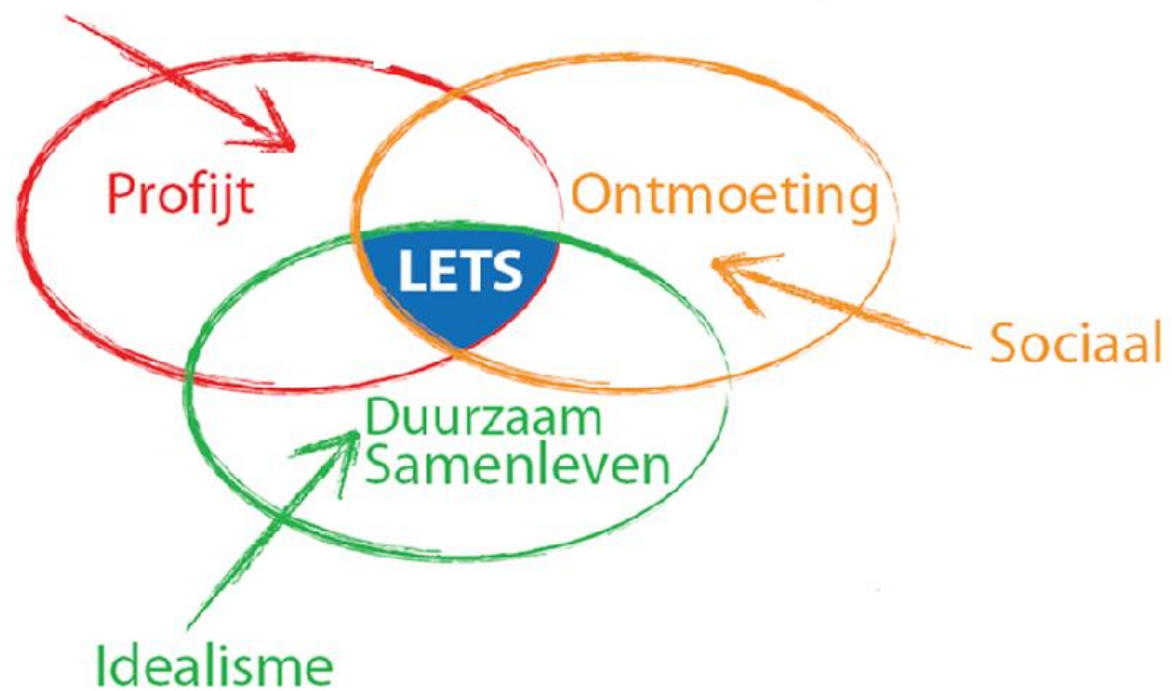 Profijt
Ontmoeting
LETS
Sociaal
Duurzaam
Samenleven
Idealisme